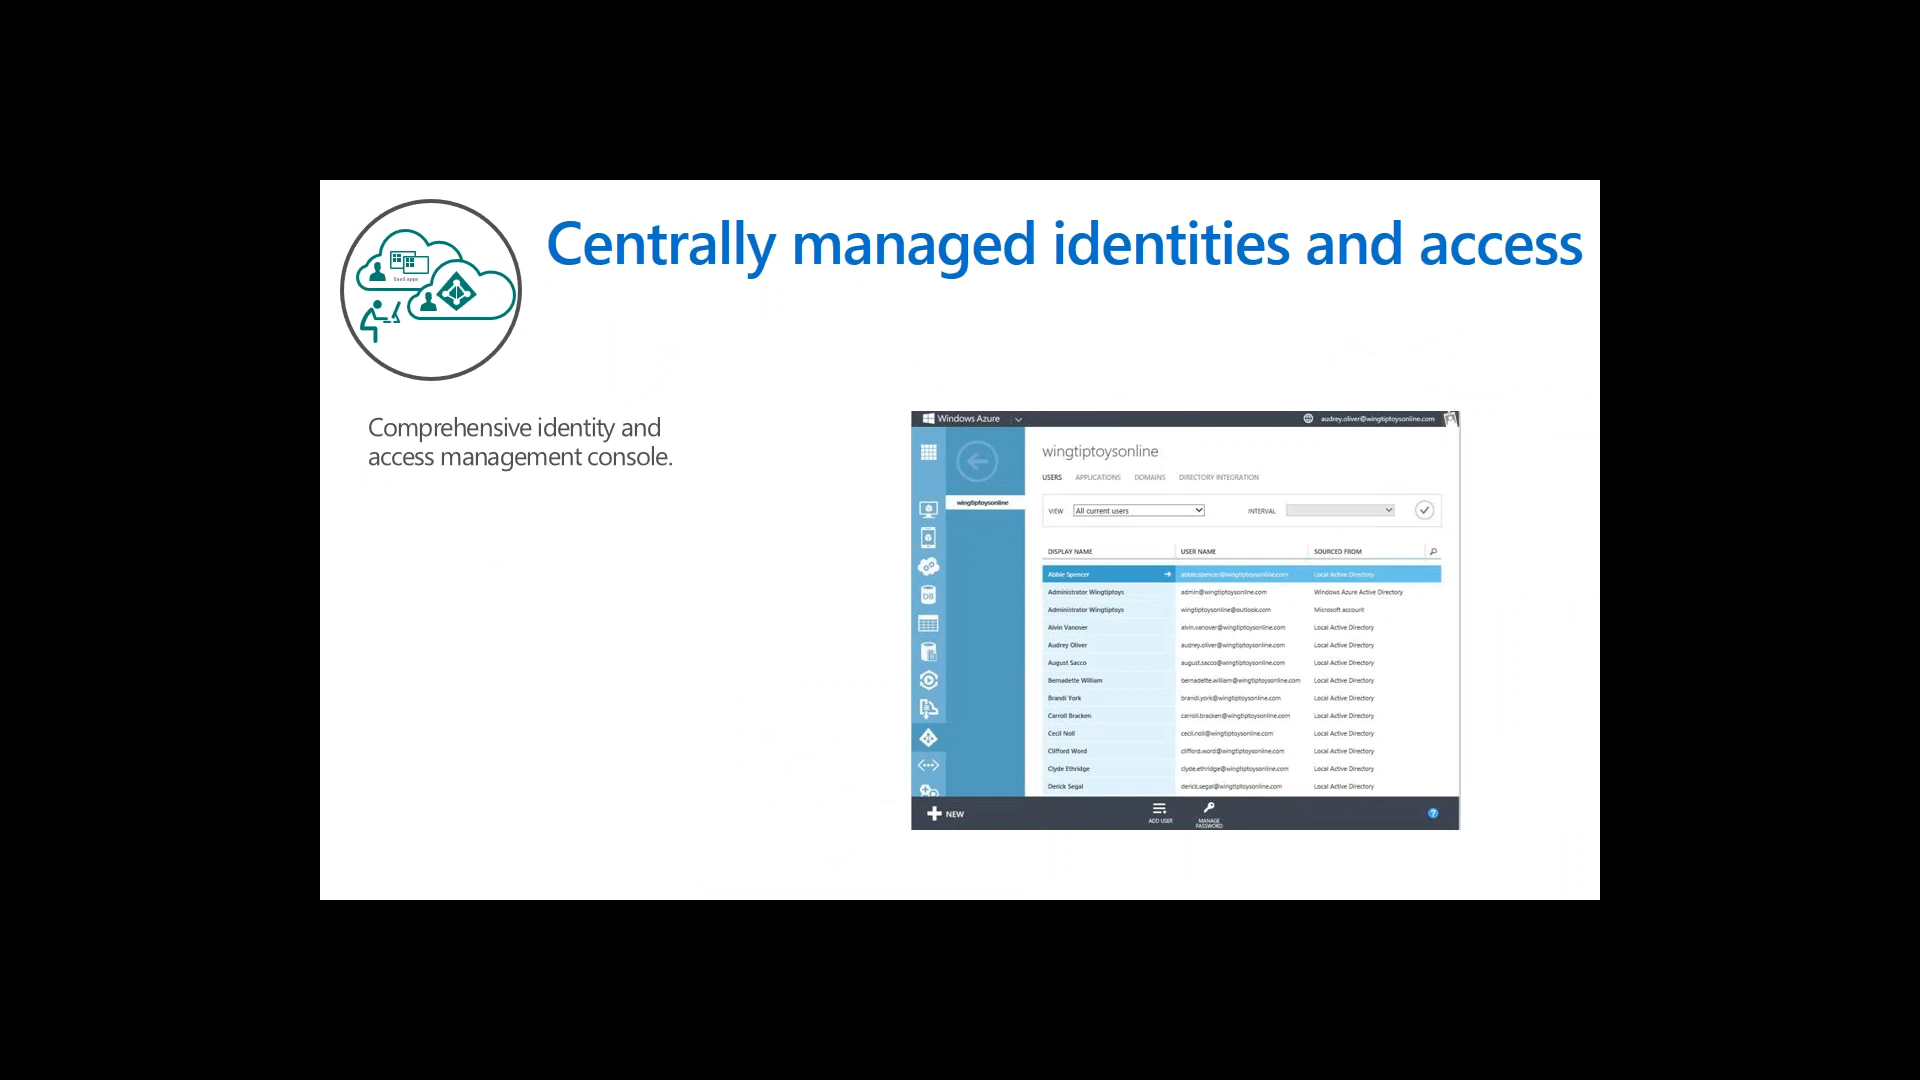 Centrally managed identities and access
SaaS apps
Comprehensive identity and
access management console.
Windows Azure
audrey.oliver@wingtiptoysonline.com
wingtiptoysonline
wingtiptoysonline
USERS APPLICATIONS DOMAINS DIRECTORY INTEGRATION
VIEW All current users INTERVAL
DISPLAY NAME USER NAME SOURCED FROM
Abbie Spencer abbie.spencer@wingtiptoysonline.com Local Active Directory
Administrator Wingtiptoys admin@wingtiptoysonline.com Windows Azure Active Directory
Administrator Wingtiptoys wingtiptoysonline@outlook.com Microsoft account
Alvin Vanover alvin.vanover@wingtiptoysonline.com Local Active Directory
Audrey Oliver audrey.oliver@wingtiptoysonline.com Local Active Directory
August Sacco august.sacco@wingtiptoysonline.com Local Active Directory
Bernadette William bernadette.william@wingtiptoysonline.com Local Active Directory
Brandi York brandi.york@wingtiptoysonline.com Local Active Directory
Carroll Bracken carroll.bracken@wingtiptoysonline.com Local Active Directory
Cecil Noll cecil.noll@wingtiptoysonline.com Local Active Directory
Clifford Word clifford.word@wingtiptoysonline.com Local Active Directory
Clyde Ethridge clyde.ethridge@wingtiptoysonline.com Local Active Directory
Derick Segal derick.segal@wingtiptoysonline.com Local Active Directory
DB
NEW
ADD USER
MANAGE
PASSWORD
?